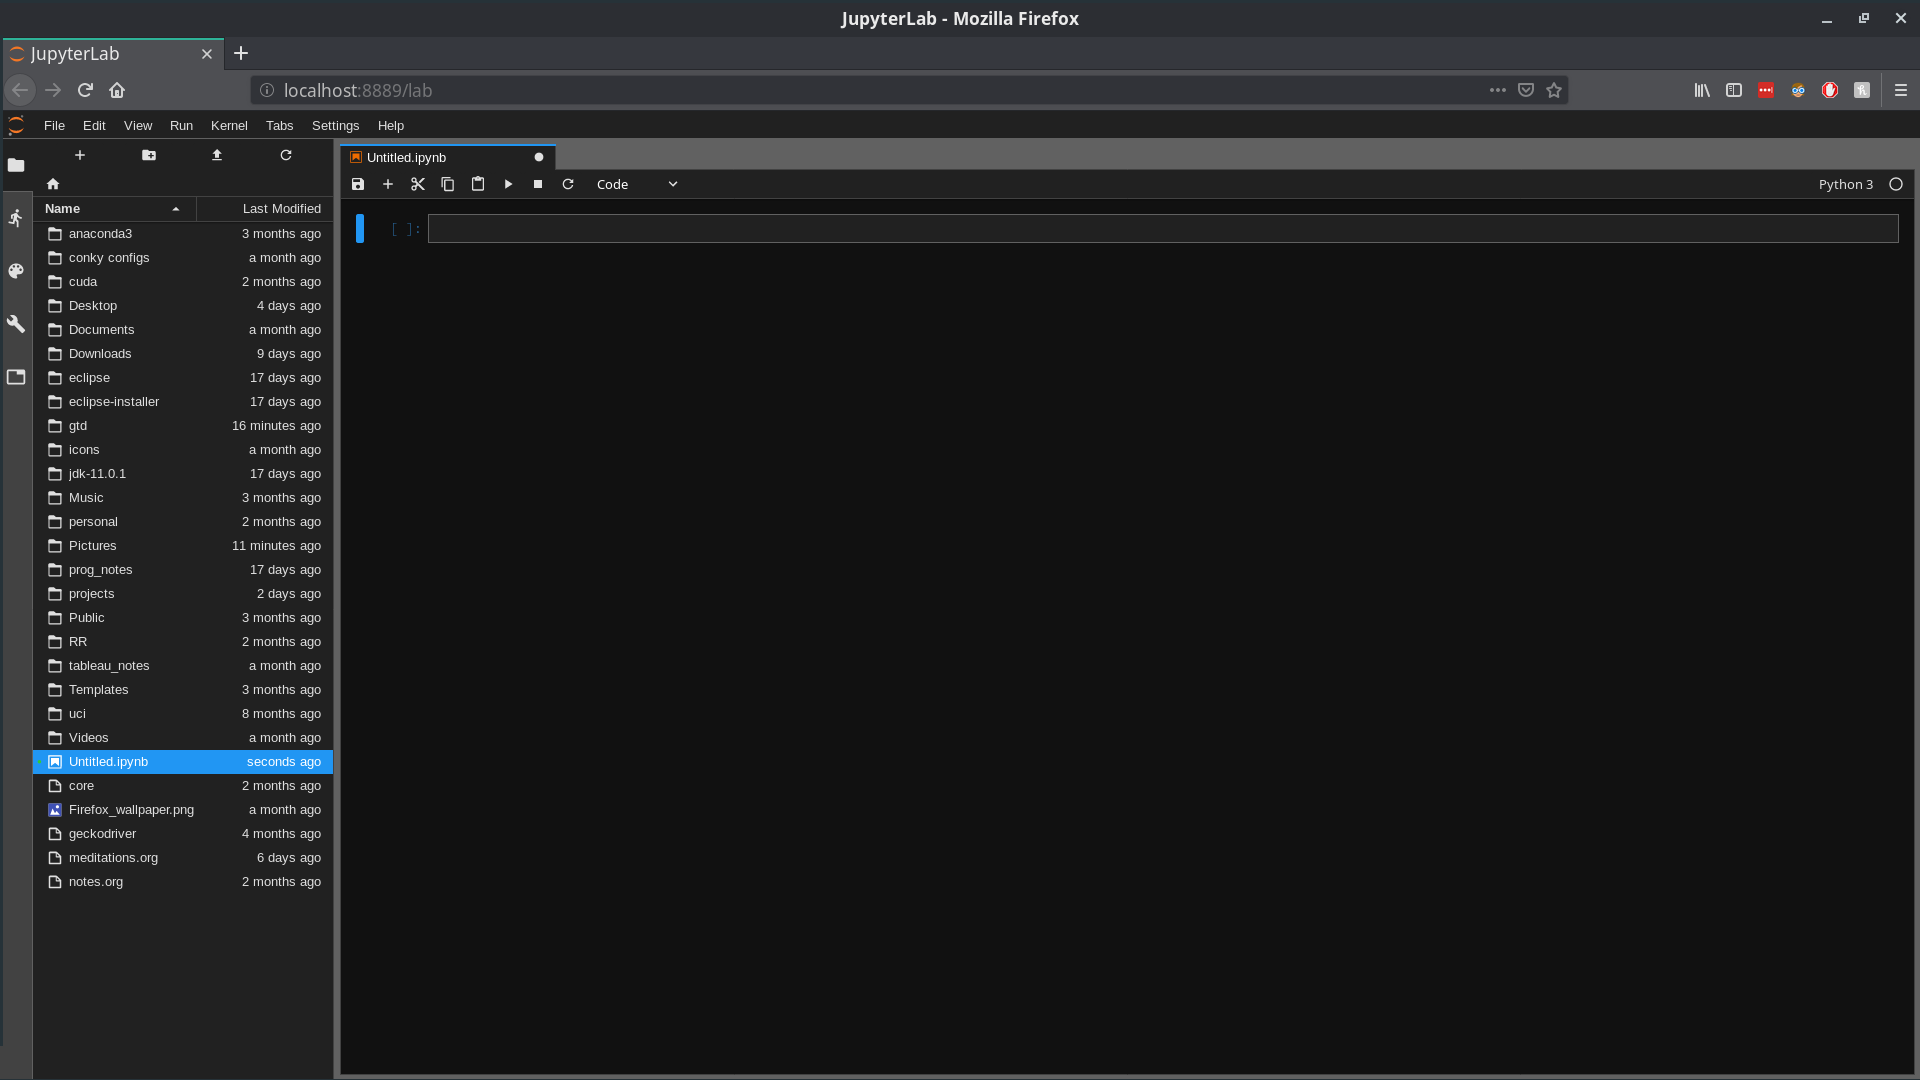 JupyterLab - Mozilla Firefox
JupyterLab
localhost:8889/lab
File Edit View Run Kernel Tabs Settings Help
Untitled.ipynb
Code
Python 3
[ ]:
Name Last Modified
anaconda3 3 months ago
conky configs a month ago
cuda 2 months ago
Desktop 4 days ago
Documents a month ago
Downloads 9 days ago
eclipse 17 days ago
eclipse-installer 17 days ago
gtd 16 minutes ago
icons a month ago
jdk-11.0.1 17 days ago
Music 3 months ago
personal 2 months ago
Pictures 11 minutes ago
prog_notes 17 days ago
projects 2 days ago
Public 3 months ago
RR 2 months ago
tableau_notes a month ago
Templates 3 months ago
uci 8 months ago
Videos a month ago
Untitled.ipynb seconds ago
core 2 months ago
Firefox_wallpaper.png a month ago
geckodriver 4 months ago
meditations.org 6 days ago
notes.org 2 months ago